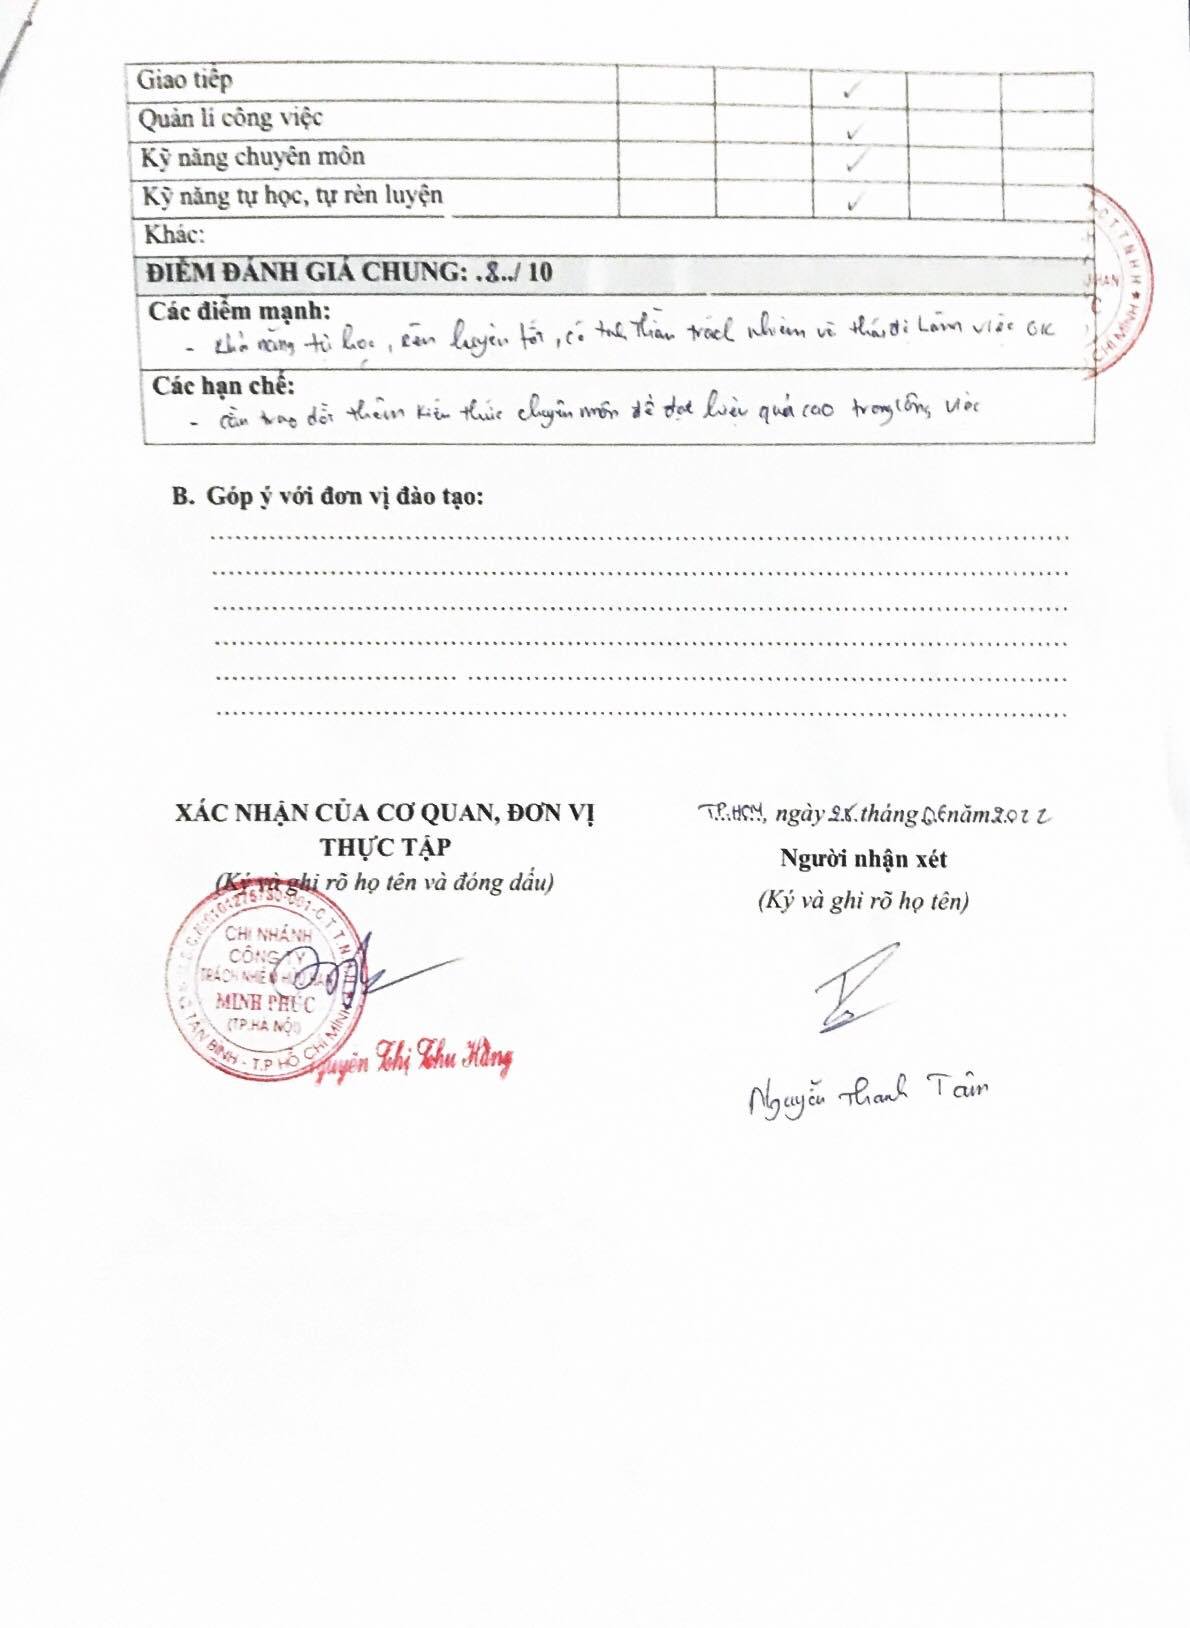 Giao tiếp ✓
Quản lí công việc ✓
Kỹ năng chuyên môn ✓
Kỹ năng tự học, tự rèn luyện ✓
Khác:
ĐIỂM ĐÁNH GIÁ CHUNG: .8../ 10
Các điểm mạnh:
- Khả năng tự học, rèn luyện tốt, có tinh thần trách nhiệm về thái độ làm việc OK
Các hạn chế:
- cần trao dồi thêm kiến thức chuyên môn để đạt hiệu quả cao trong công việc
B. Góp ý với đơn vị đào tạo:
XÁC NHẬN CỦA CƠ QUAN, ĐƠN VỊ
THỰC TẬP
(Ký và ghi rõ họ tên và đóng dấu)
CHI NHÁNH
CÔNG TY
TRÁCH NHIỆM HỮU HẠN
MINH PHÚC
(TP.HÀ NỘI)
TÂN BÌNH - T.P HỒ CHÍ MINH
Nguyễn Thị Thu Hằng
T.P.HCM, ngày 28 tháng 06 năm 2022
Người nhận xét
(Ký và ghi rõ họ tên)
Nguyễn Thanh Tâm